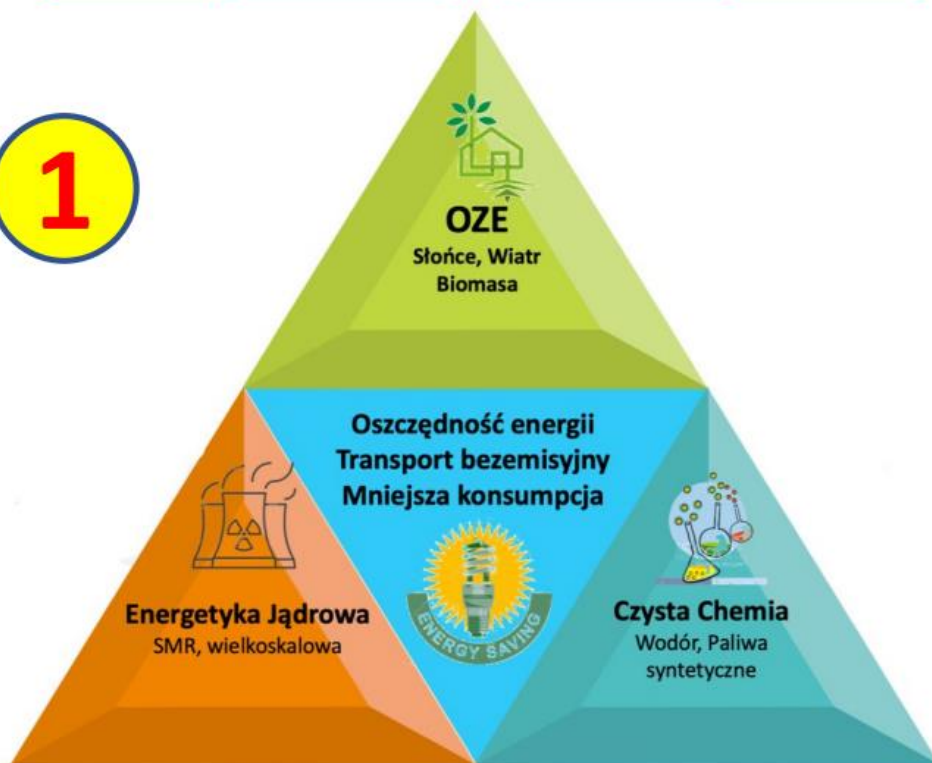 1
OZE
Słońce, Wiatr
Biomasa
Oszczędność energii
Transport bezemisyjny
Mniejsza konsumpcja
ENERGY SAVING
Energetyka Jądrowa
SMR, wielkoskalowa
Czysta Chemia
Wodór, Paliwa
syntetyczne